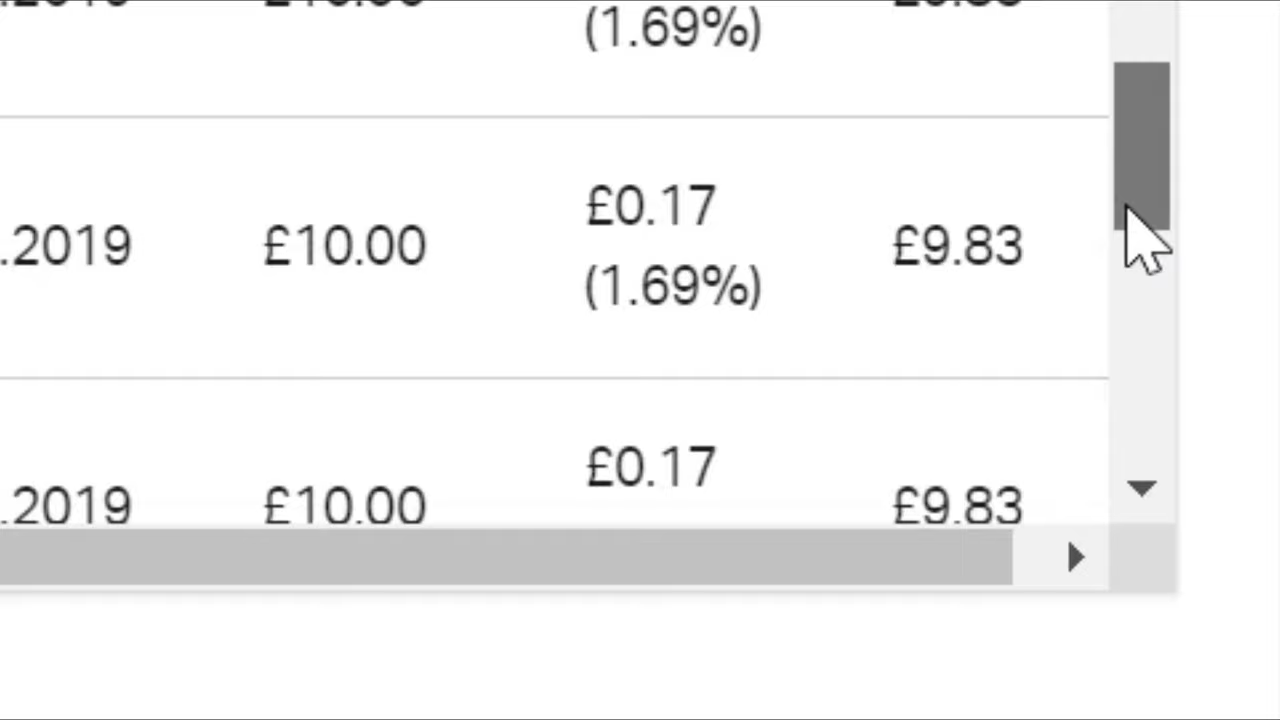 (1.69%)
.2019 £10.00 £0.17 (1.69%) £9.83
.2019 £10.00 £0.17 £9.83